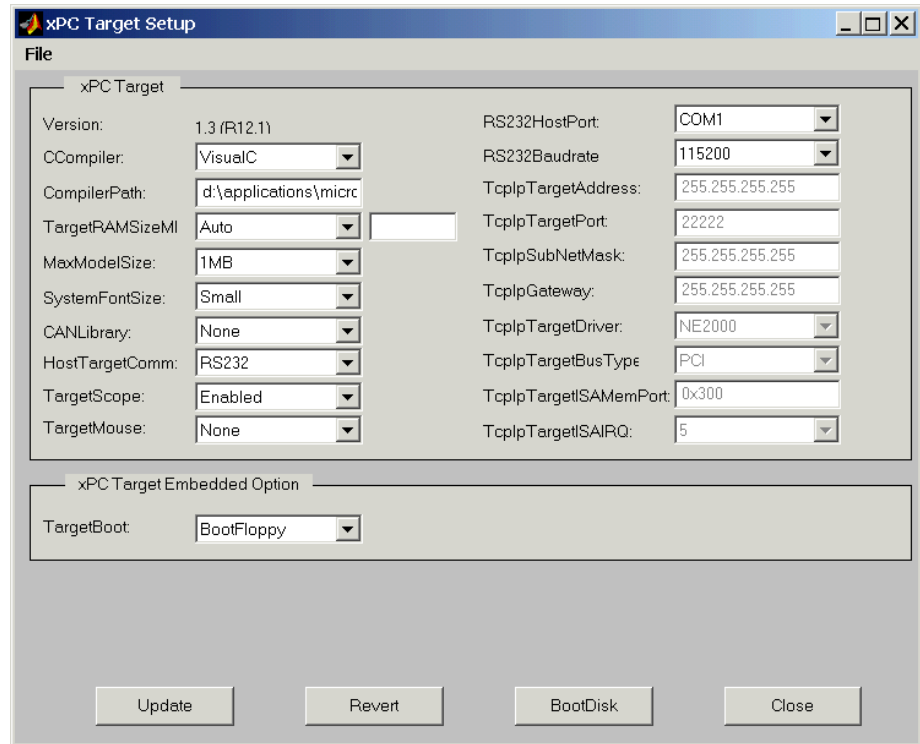 xPC Target Setup
File
xPC Target
Version: 1.3 (R12.1)
CCompiler: VisualC
CompilerPath: d:\applications\micro
TargetRAMSizeMI Auto
MaxModelSize: 1MB
SystemFontSize: Small
CANLibrary: None
HostTargetComm: RS232
TargetScope: Enabled
TargetMouse: None
RS232HostPort: COM1
RS232Baudrate 115200
TcpIpTargetAddress: 255.255.255.255
TcpIpTargetPort: 22222
TcpIpSubNetMask: 255.255.255.255
TcpIpGateway: 255.255.255.255
TcpIpTargetDriver: NE2000
TcpIpTargetBusType PCI
TcpIpTargetISAMemPort: 0x300
TcpIpTargetISAIRQ: 5
xPC Target Embedded Option
TargetBoot: BootFloppy
Update Revert BootDisk Close